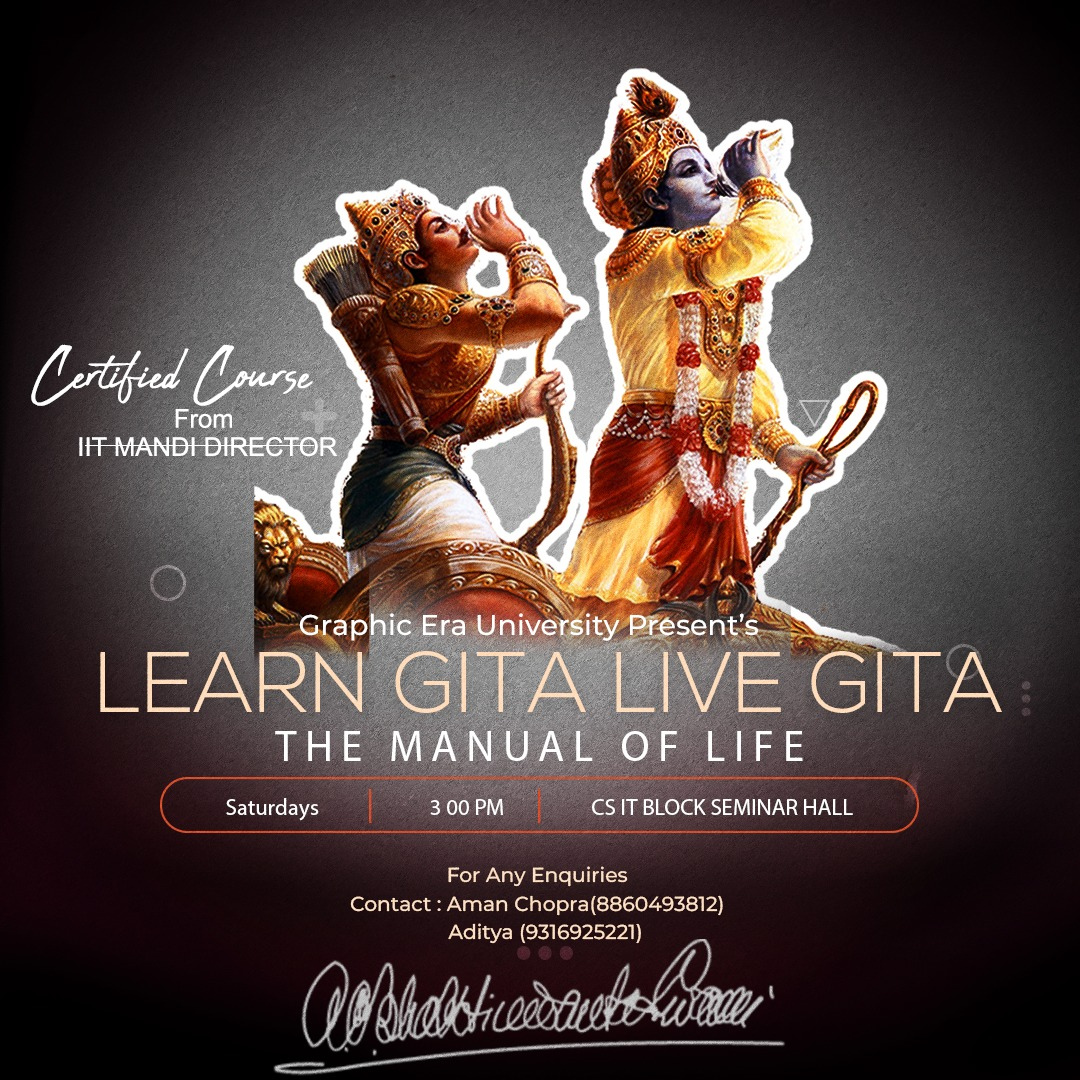 Certified Course
From
IIT MANDI DIRECTOR
Graphic Era University Present's
LEARN GITA LIVE GITA
THE MANUAL OF LIFE
Saturdays 3 00 PM CS IT BLOCK SEMINAR HALL
For Any Enquiries
Contact : Aman Chopra(8860493812)
Aditya (9316925221)